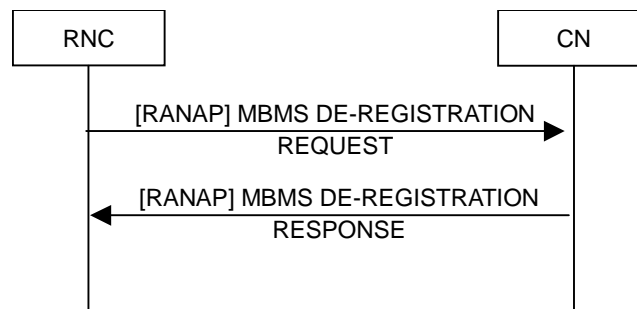 RNC
CN
[RANAP] MBMS DE-REGISTRATION
REQUEST
[RANAP] MBMS DE-REGISTRATION
RESPONSE